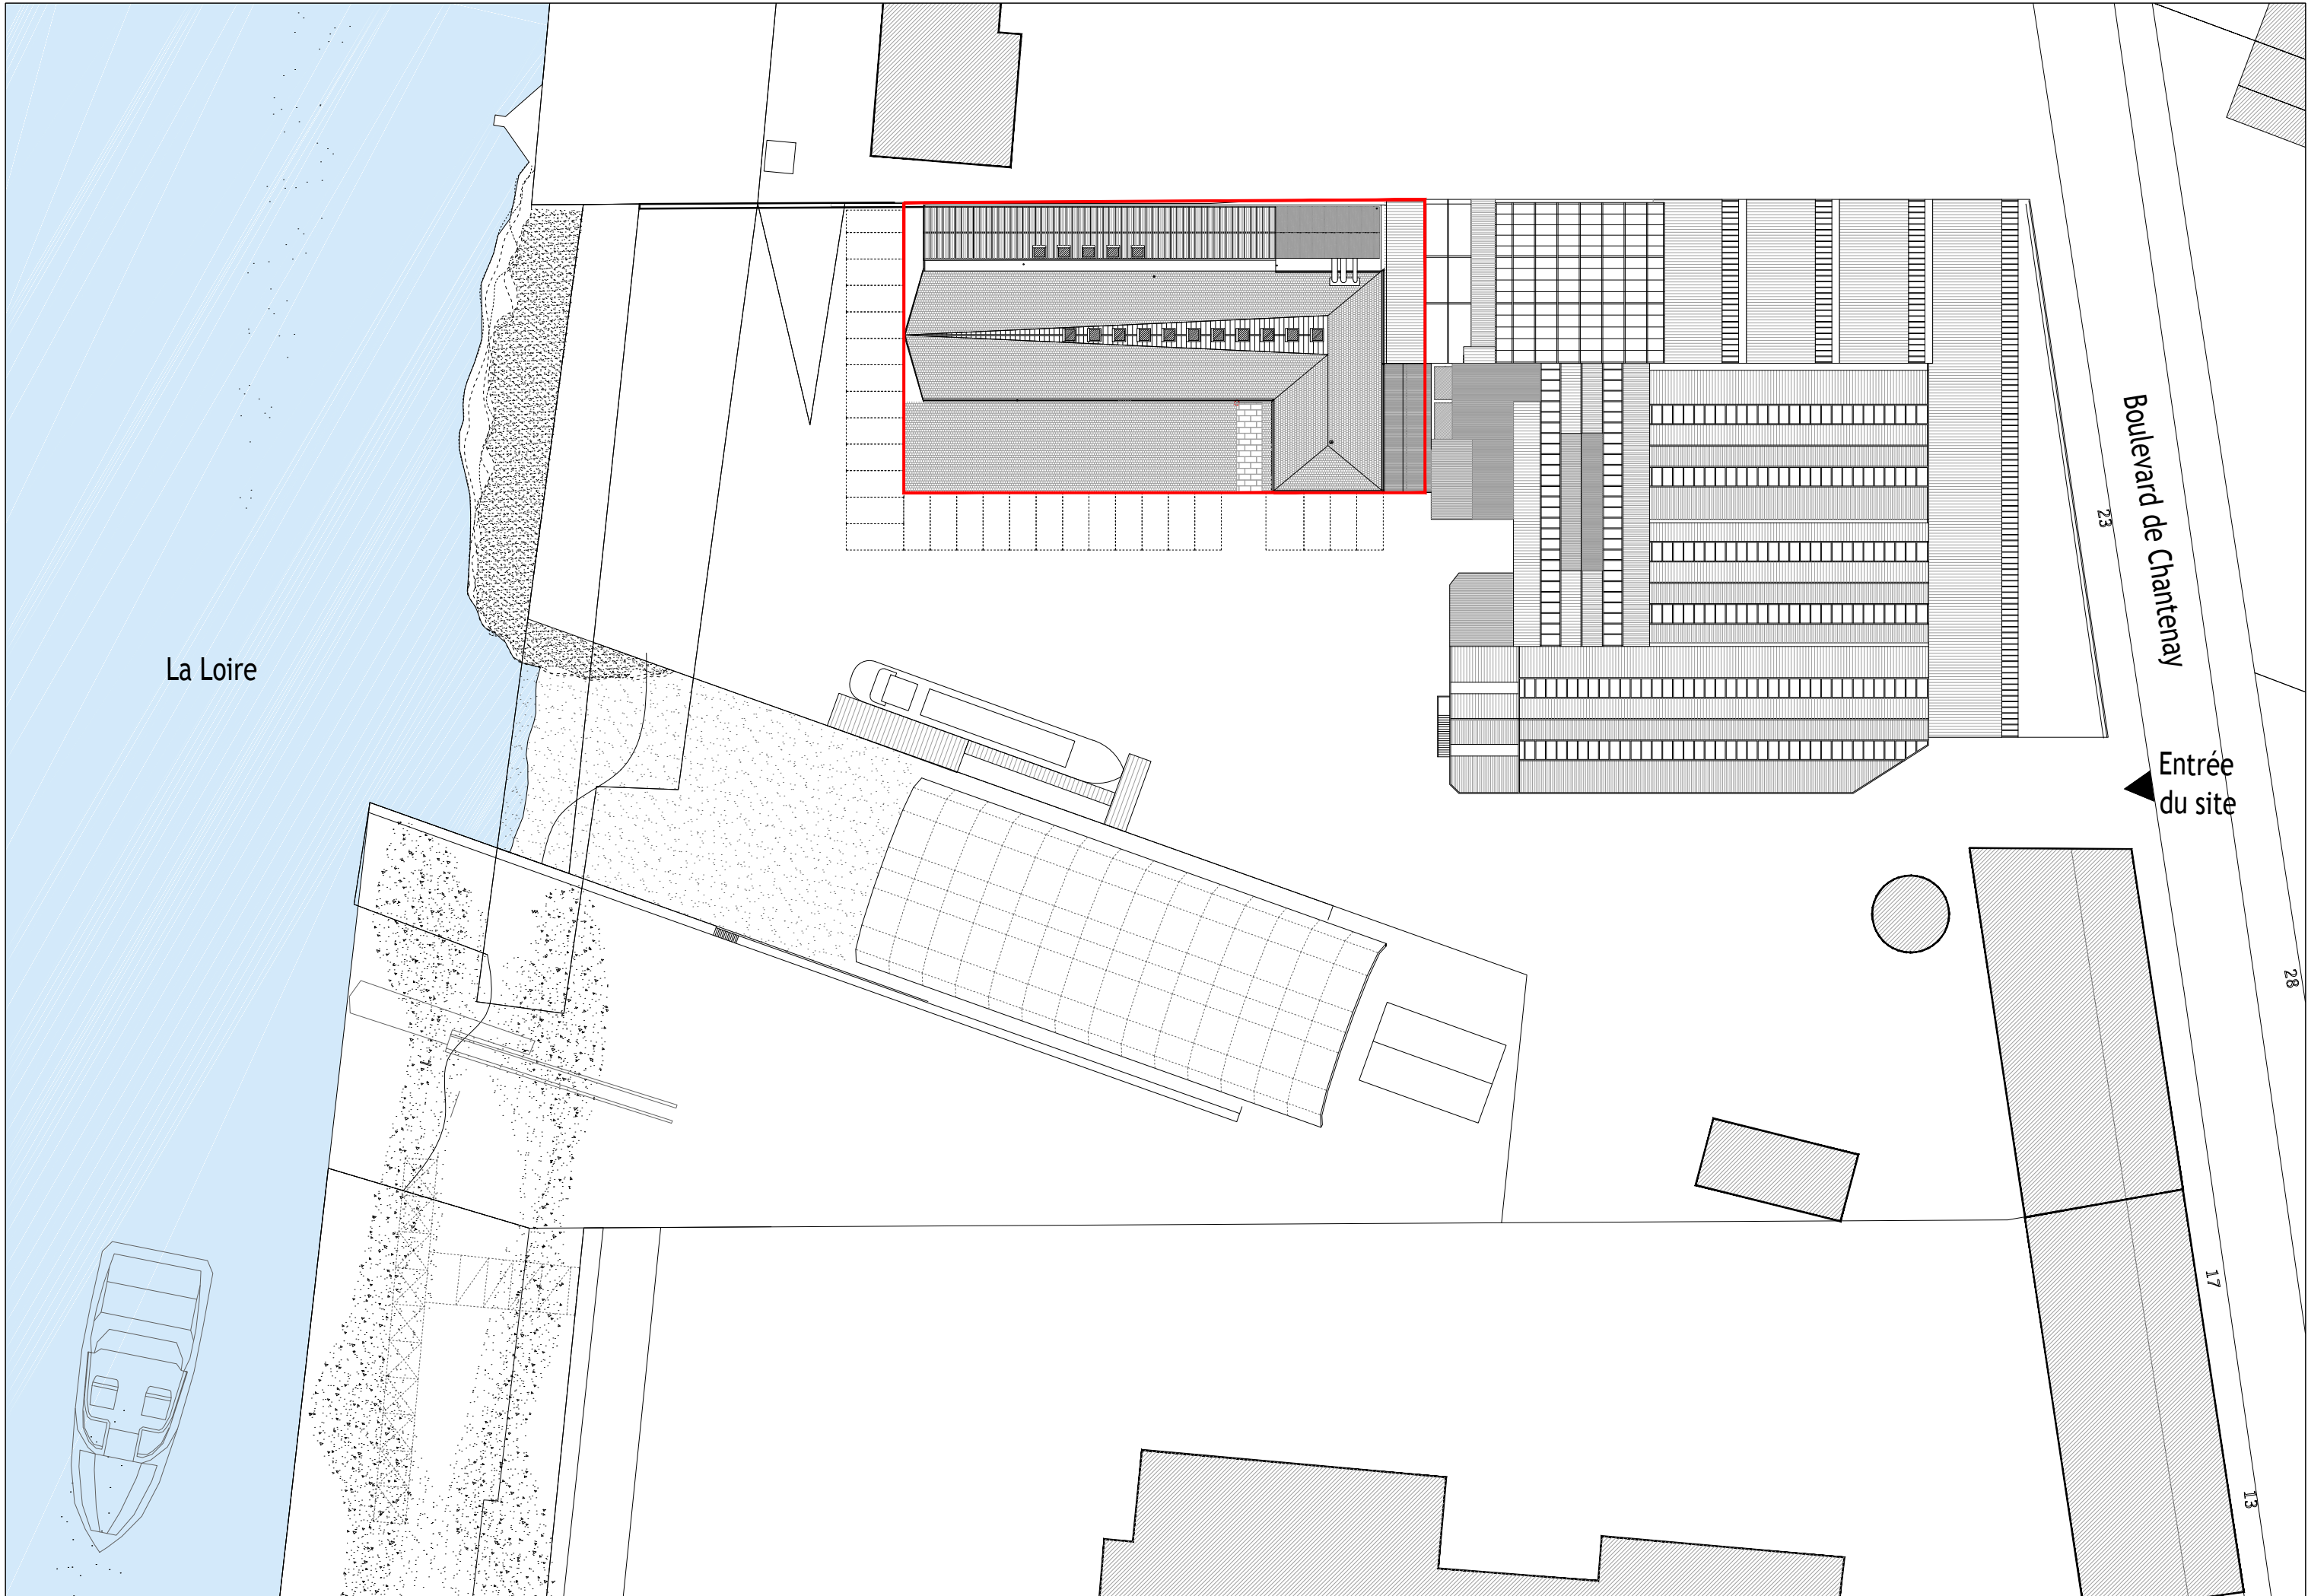 Boulevard de Chantenay
23
La Loire
Entrée
du site
28
17
13